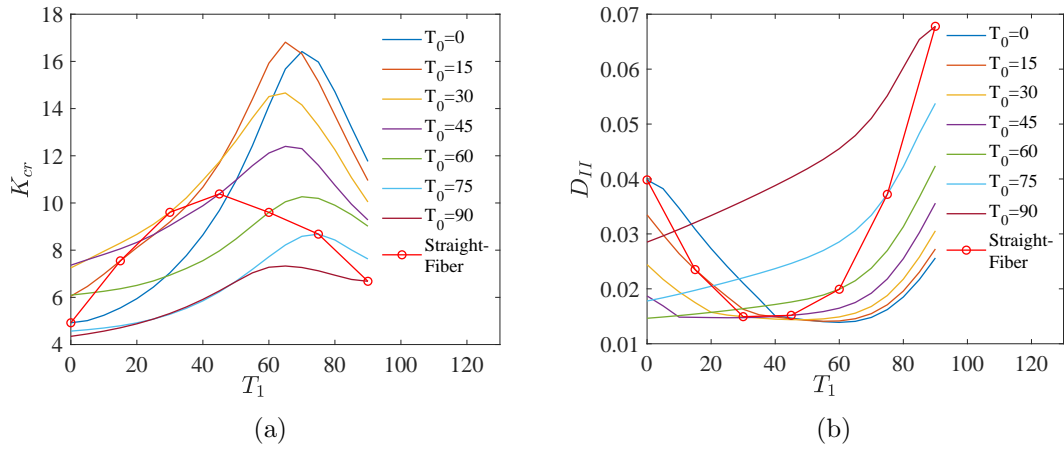 18
16
14
12
10
8
6
4
0 20 40 60 80 100 120
K_cr
T_1
T_0=0
T_0=15
T_0=30
T_0=45
T_0=60
T_0=75
T_0=90
Straight-
Fiber
(a)
0.07
0.06
0.05
0.04
0.03
0.02
0.01
0 20 40 60 80 100 120
D_II
T_1
T_0=0
T_0=15
T_0=30
T_0=45
T_0=60
T_0=75
T_0=90
Straight-
Fiber
(b)